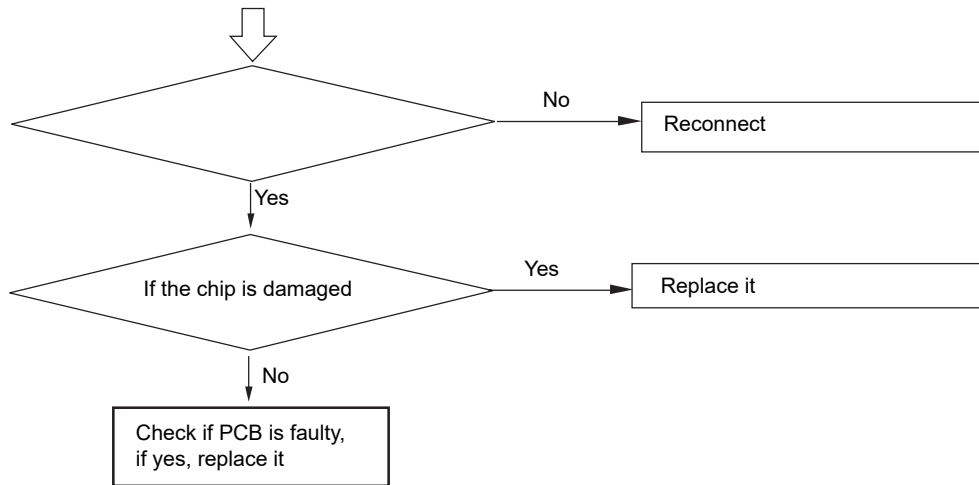 No
Reconnect
Yes
If the chip is damaged
Yes
Replace it
No
Check if PCB is faulty,
if yes, replace it